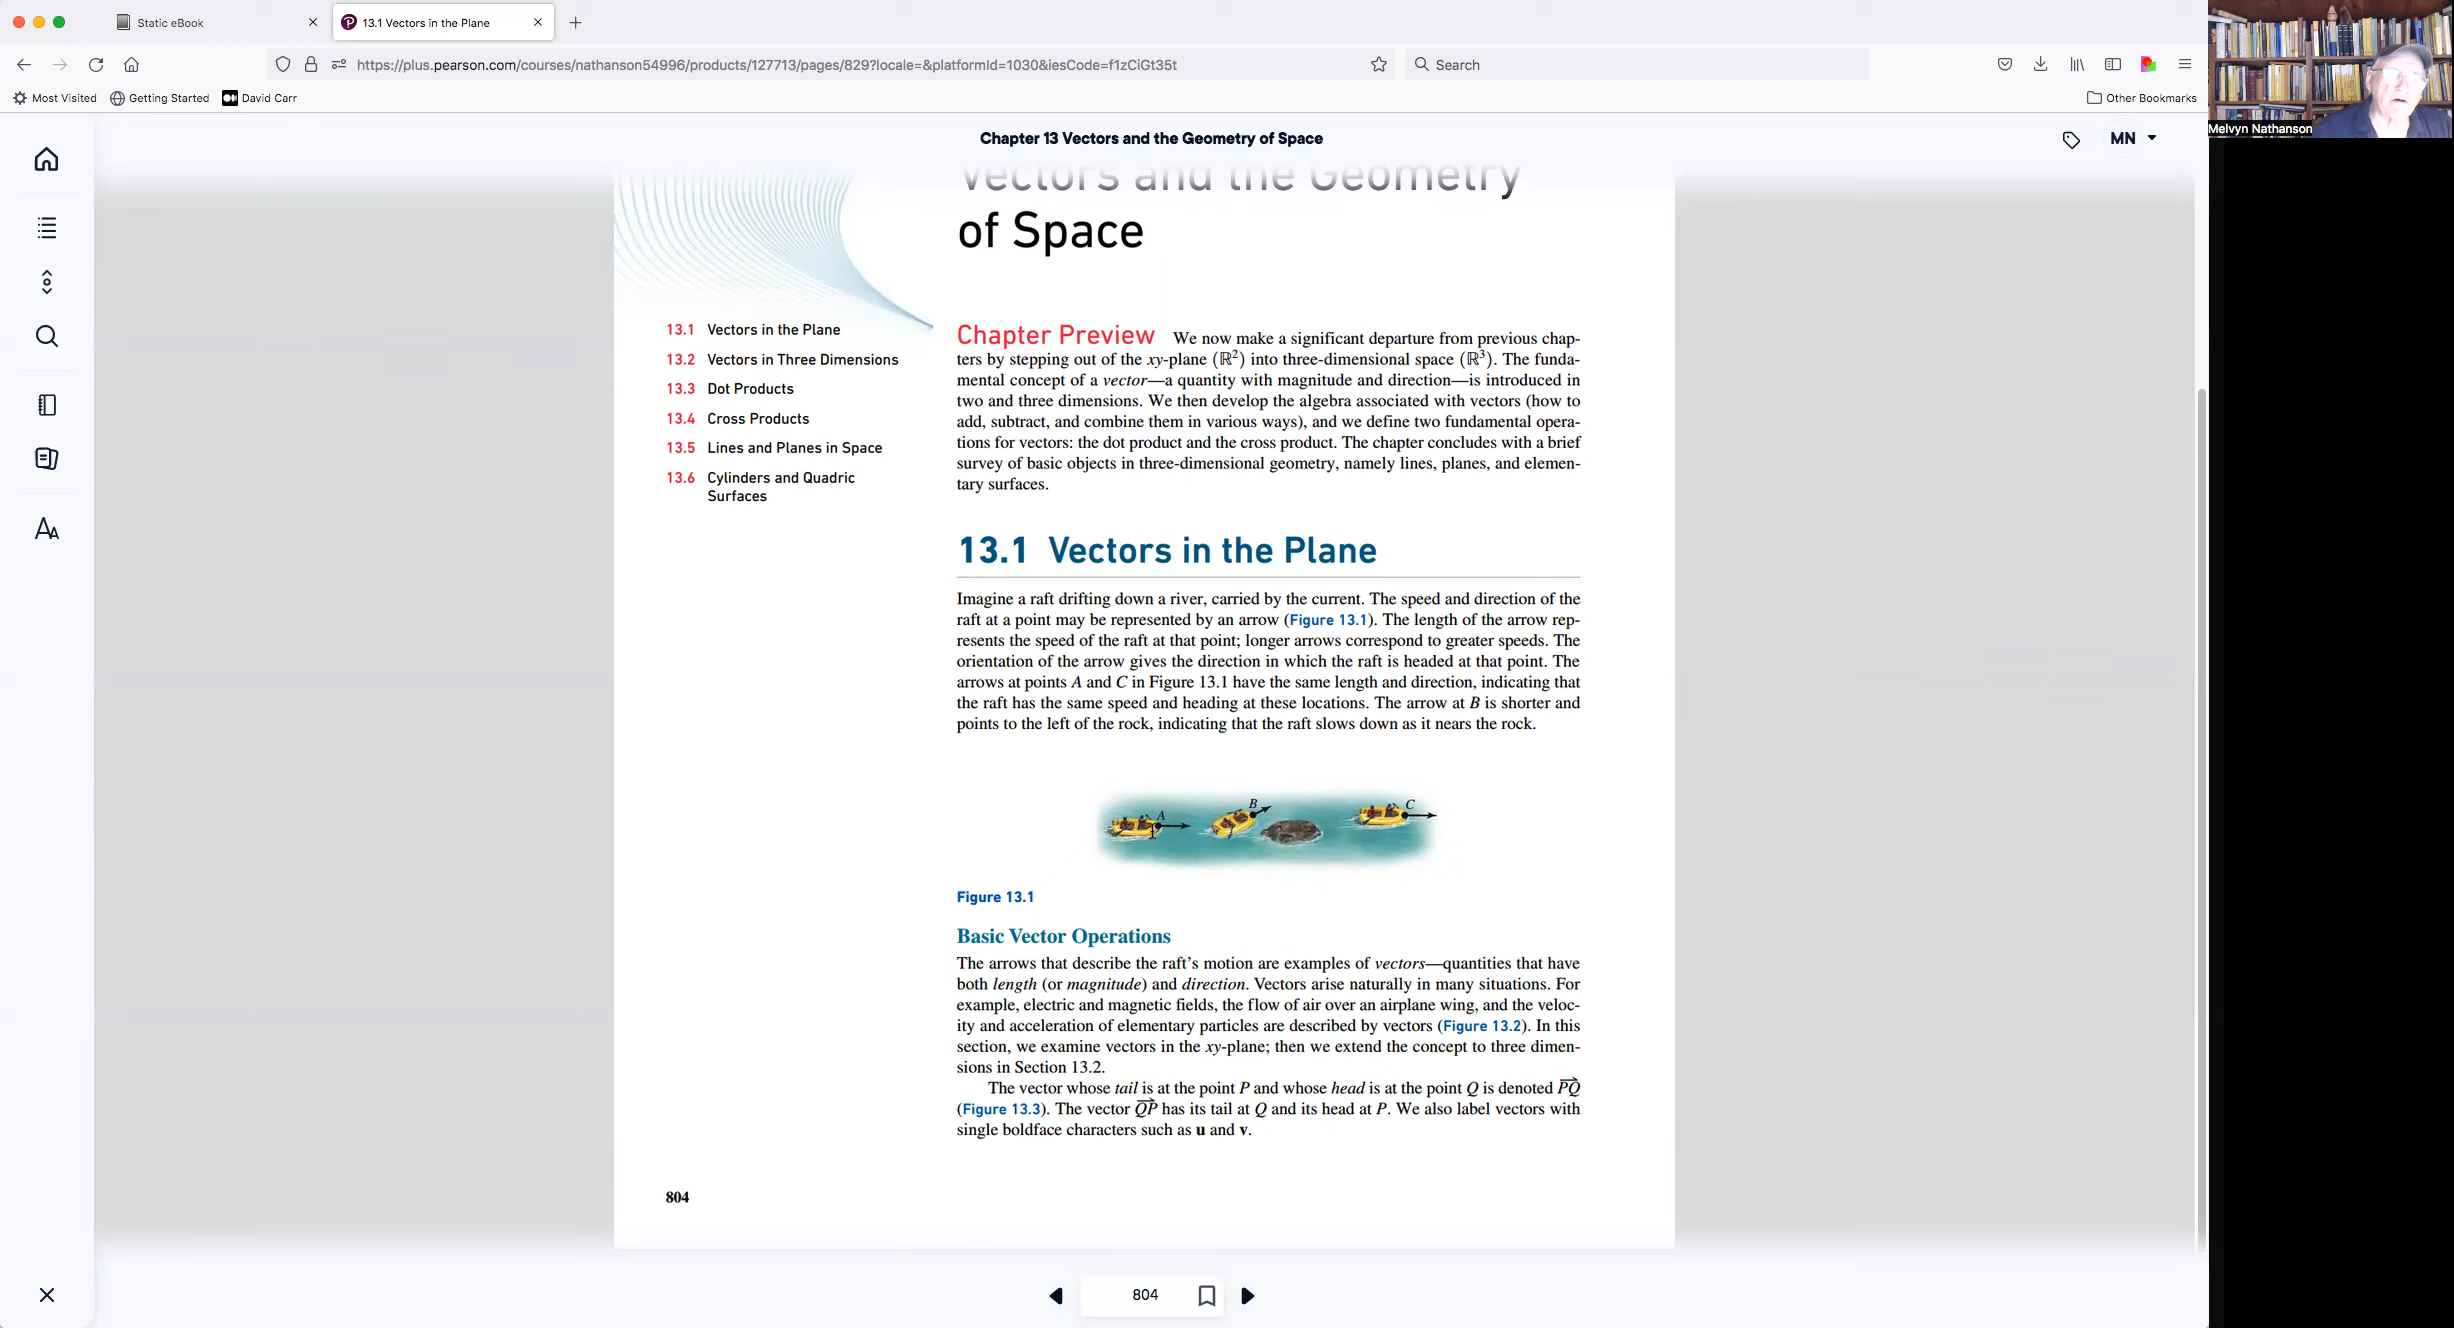 Static eBook
13.1 Vectors in the Plane
https://plus.pearson.com/courses/nathanson54996/products/127713/pages/829?locale=&platformId=1030&iesCode=f1zCiGt35t
Search
Most Visited
Getting Started
David Carr
Other Bookmarks
Melvyn Nathanson
Chapter 13 Vectors and the Geometry of Space
MN
Vectors and the Geometry
of Space
13.1 Vectors in the Plane
13.2 Vectors in Three Dimensions
13.3 Dot Products
13.4 Cross Products
13.5 Lines and Planes in Space
13.6 Cylinders and Quadric
Surfaces
Chapter Preview We now make a significant departure from previous chap-
ters by stepping out of the xy-plane (ℝ²) into three-dimensional space (ℝ³). The funda-
mental concept of a vector—a quantity with magnitude and direction—is introduced in
two and three dimensions. We then develop the algebra associated with vectors (how to
add, subtract, and combine them in various ways), and we define two fundamental opera-
tions for vectors: the dot product and the cross product. The chapter concludes with a brief
survey of basic objects in three-dimensional geometry, namely lines, planes, and elemen-
tary surfaces.
13.1 Vectors in the Plane
Imagine a raft drifting down a river, carried by the current. The speed and direction of the
raft at a point may be represented by an arrow (Figure 13.1). The length of the arrow rep-
resents the speed of the raft at that point; longer arrows correspond to greater speeds. The
orientation of the arrow gives the direction in which the raft is headed at that point. The
arrows at points A and C in Figure 13.1 have the same length and direction, indicating that
the raft has the same speed and heading at these locations. The arrow at B is shorter and
points to the left of the rock, indicating that the raft slows down as it nears the rock.
A
B
C
Figure 13.1
Basic Vector Operations
The arrows that describe the raft's motion are examples of vectors—quantities that have
both length (or magnitude) and direction. Vectors arise naturally in many situations. For
example, electric and magnetic fields, the flow of air over an airplane wing, and the veloc-
ity and acceleration of elementary particles are described by vectors (Figure 13.2). In this
section, we examine vectors in the xy-plane; then we extend the concept to three dimen-
sions in Section 13.2.
The vector whose tail is at the point P and whose head is at the point Q is denoted P⃗Q⃗
(Figure 13.3). The vector Q⃗P⃗ has its tail at Q and its head at P. We also label vectors with
single boldface characters such as u and v.
804
804